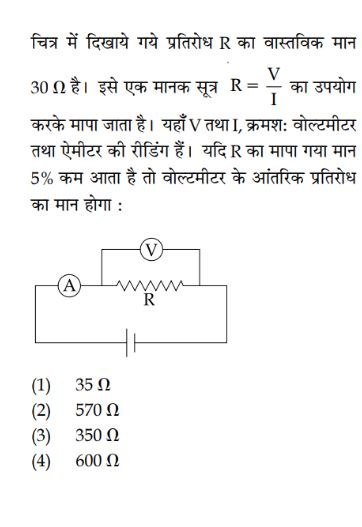 चित्र में दिखाये गये प्रतिरोध R का वास्तविक मान
30 Ω है। इसे एक मानक सूत्र R = V/I का उपयोग
करके मापा जाता है। यहाँ V तथा I, क्रमश: वोल्टमीटर
तथा ऐमीटर की रीडिंग हैं। यदि R का मापा गया मान
5% कम आता है तो वोल्टमीटर के आंतरिक प्रतिरोध
का मान होगा :
V
A
R
(1) 35 Ω
(2) 570 Ω
(3) 350 Ω
(4) 600 Ω